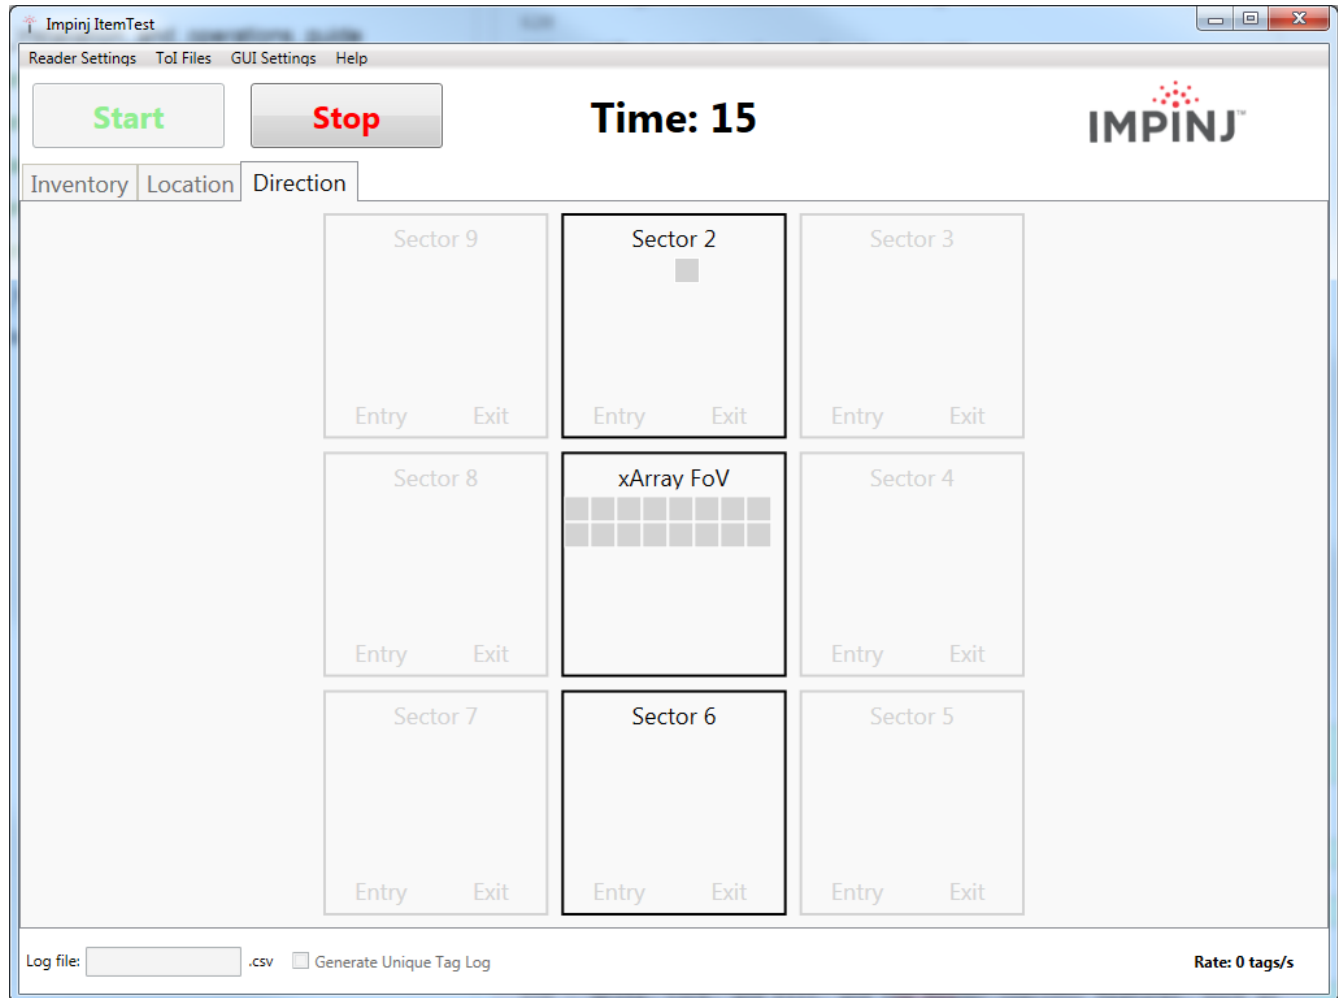 Impinj ItemTest
Reader Settings ToI Files GUI Settings Help
Start Stop Time: 15 IMPINJ™
Inventory Location Direction
Sector 9 Sector 2 Sector 3
Entry Exit Entry Exit Entry Exit
Sector 8 xArray FoV Sector 4
Entry Exit Entry Exit
Sector 7 Sector 6 Sector 5
Entry Exit Entry Exit Entry Exit
Log file: .csv Generate Unique Tag Log Rate: 0 tags/s